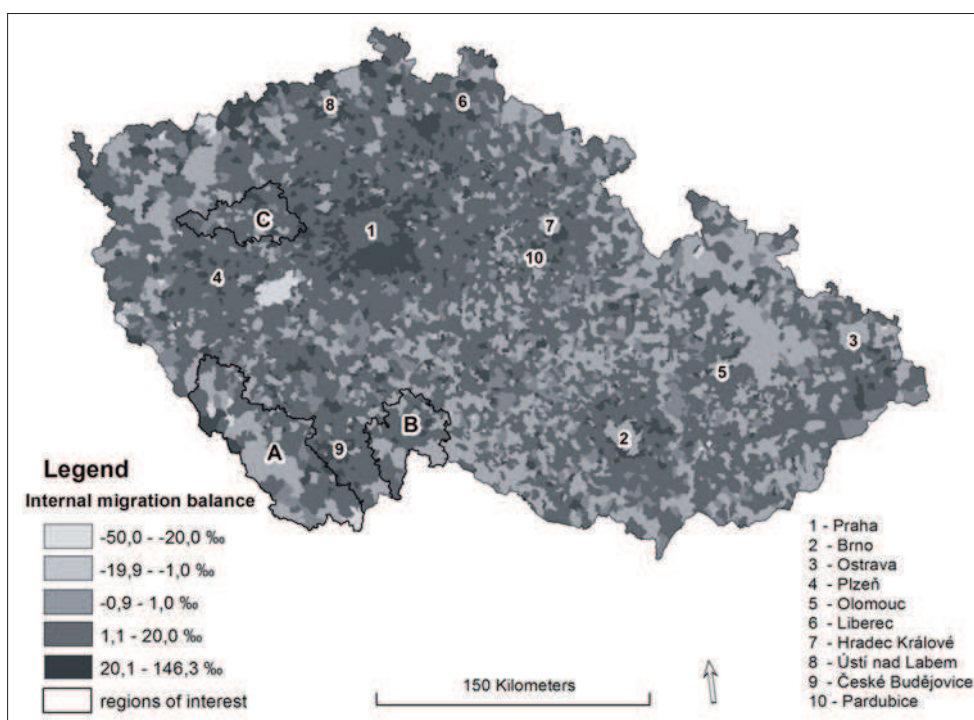 8
6
C
1
7
10
4
3
5
B
9
2
A
Legend
Internal migration balance
-50,0 - -20,0 ‰
-19,9 - -1,0 ‰
-0,9 - 1,0 ‰
1,1 - 20,0 ‰
20,1 - 146,3 ‰
regions of interest
150 Kilometers
1 - Praha
2 - Brno
3 - Ostrava
4 - Plzeň
5 - Olomouc
6 - Liberec
7 - Hradec Králové
8 - Ústí nad Labem
9 - České Budějovice
10 - Pardubice